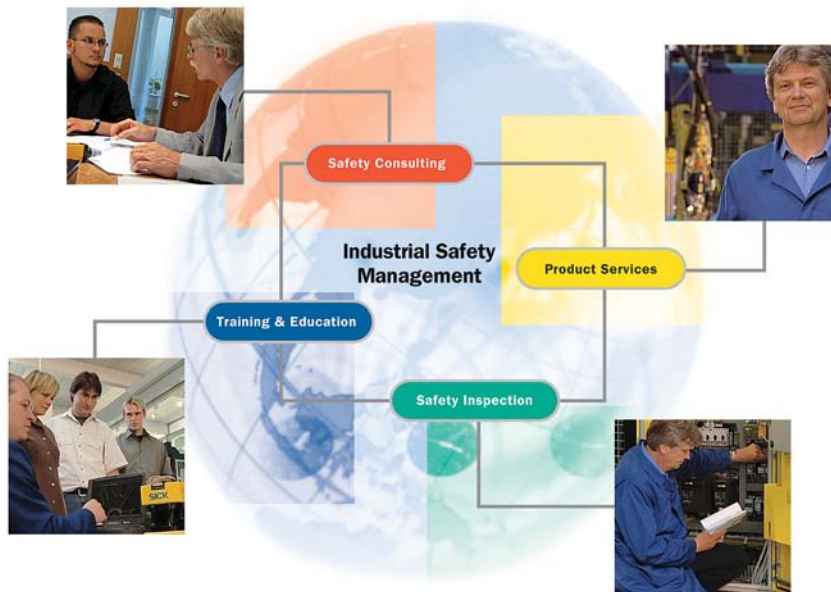 Safety Consulting
Industrial Safety
Management
Product Services
Training & Education
Safety Inspection
SICK